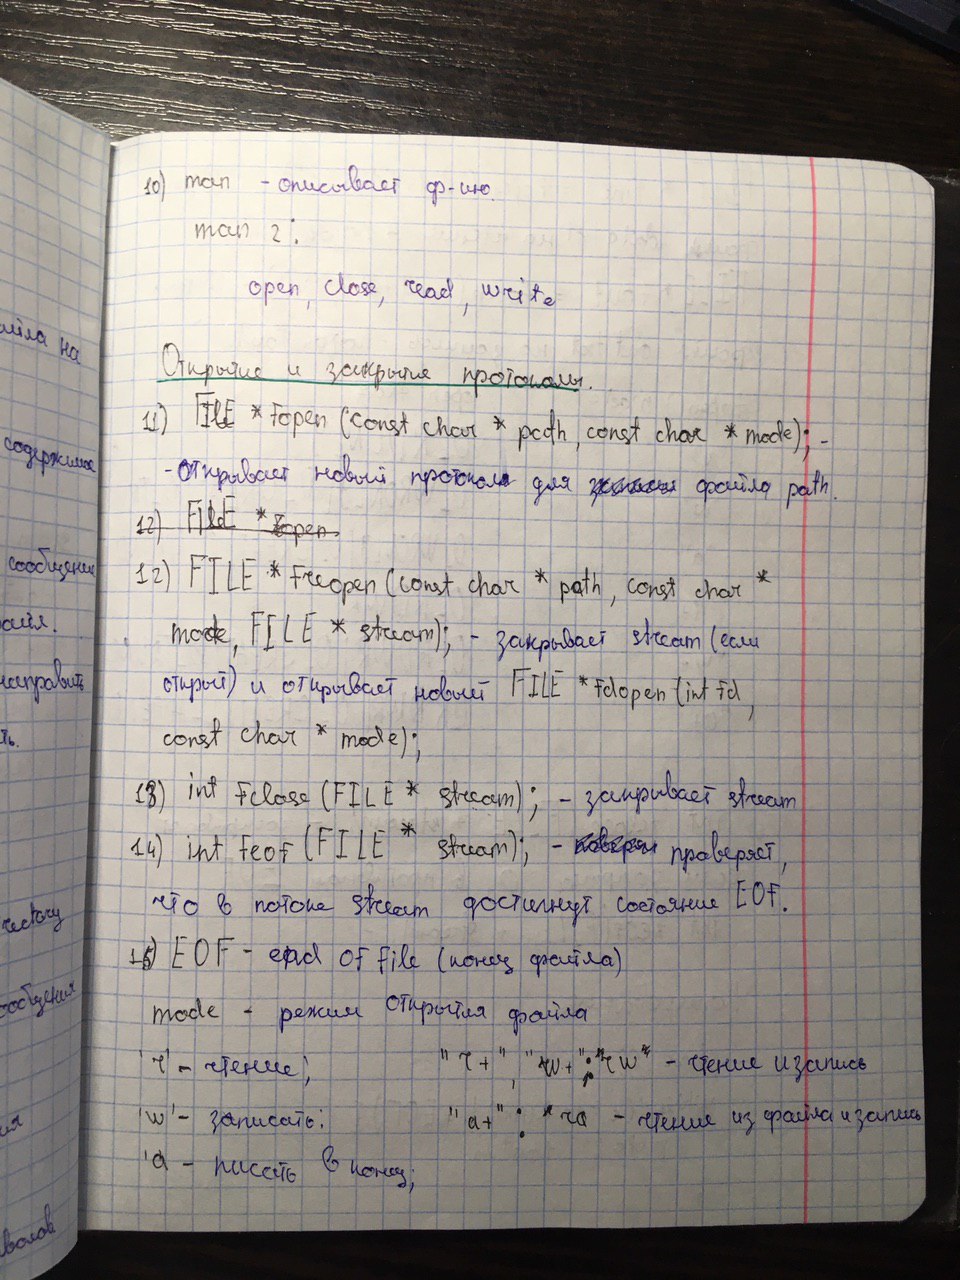 10) man - описывает ф-ию.
man 2:
open, close, read, write
Открытие и закрытия протоколы.
11) FILE * fopen (const char * path, const char * mode); -
- открывает новый протокол для файла path.
12) FILE * fopen
12) FILE * freopen (const char * path, const char *
mode, FILE * stream); - закрывает stream (если
открыт) и открывает новый FILE * fdopen (int fd,
const char * mode);
13) int fclose (FILE * stream); - закрывает stream
14) int feof (FILE * stream); - проверяет,
что в потоке stream достигнут состояние EOF.
15) EOF - end of file (конец файла)
mode - режим открытия файла
'r' - чтение; "r+", "w+": "rw" - чтение и запись
'w' - записать: "a+": "ra - чтение из файла и запись
'a - писать в конец;
мла на
содержимое
сообщение
направить
ть.
rectory
сообщения
ия
волов